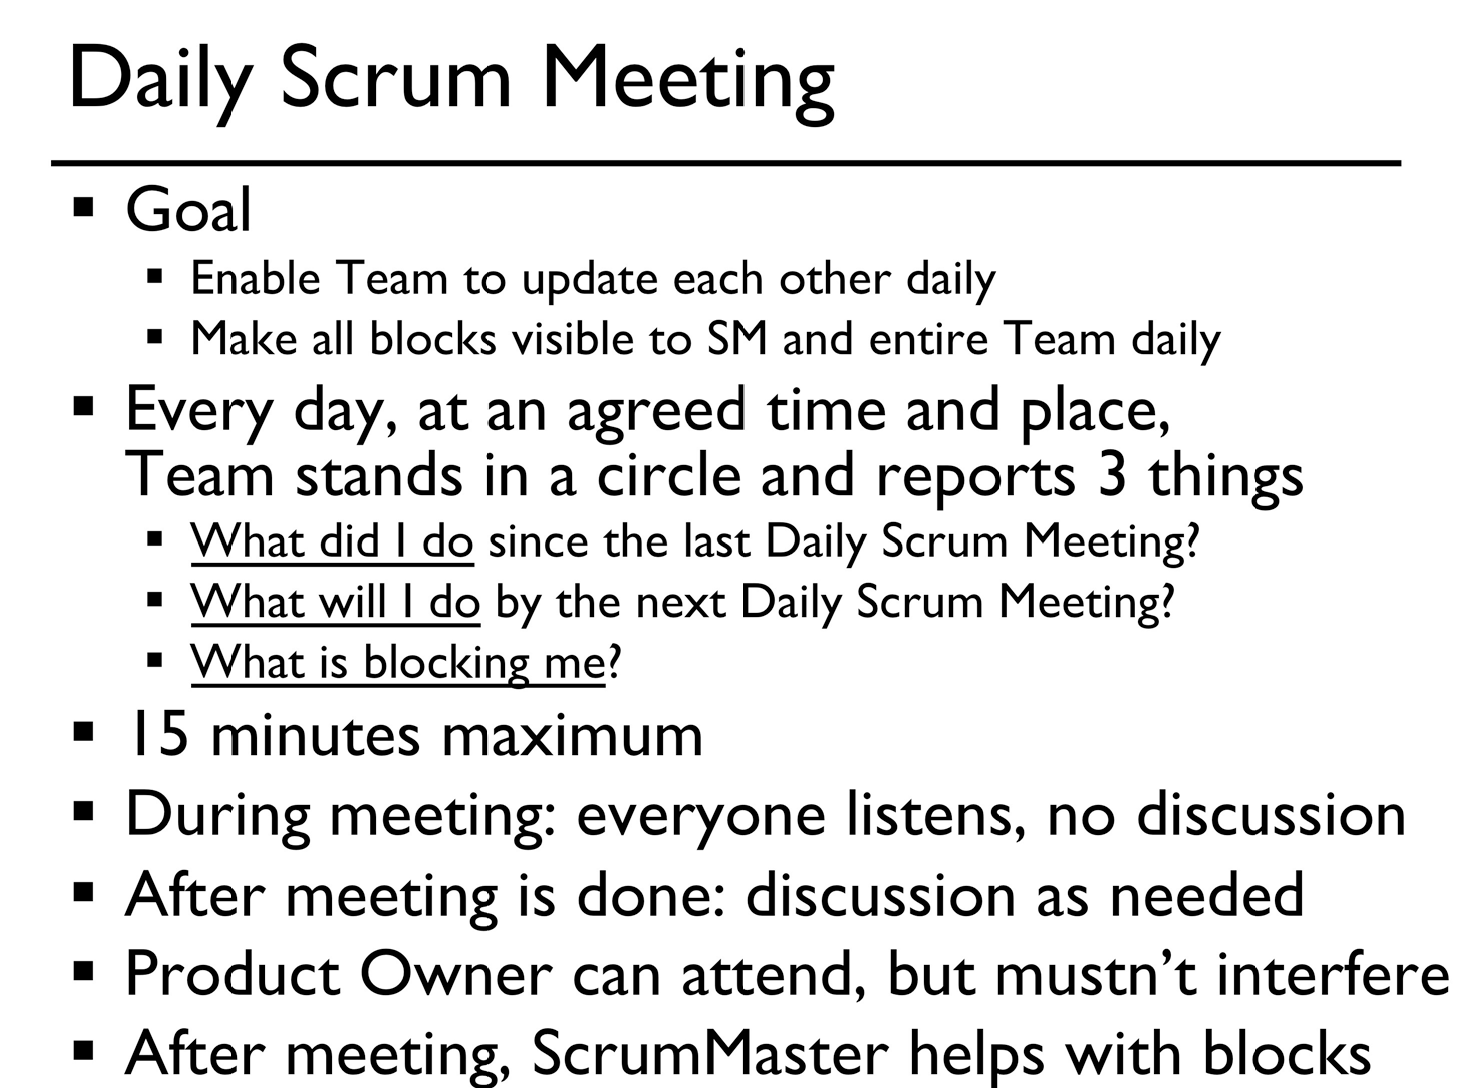 Daily Scrum Meeting
▪ Goal
▪ Enable Team to update each other daily
▪ Make all blocks visible to SM and entire Team daily
▪ Every day, at an agreed time and place,
Team stands in a circle and reports 3 things
▪ What did I do since the last Daily Scrum Meeting?
▪ What will I do by the next Daily Scrum Meeting?
▪ What is blocking me?
▪ 15 minutes maximum
▪ During meeting: everyone listens, no discussion
▪ After meeting is done: discussion as needed
▪ Product Owner can attend, but mustn’t interfere
▪ After meeting, ScrumMaster helps with blocks